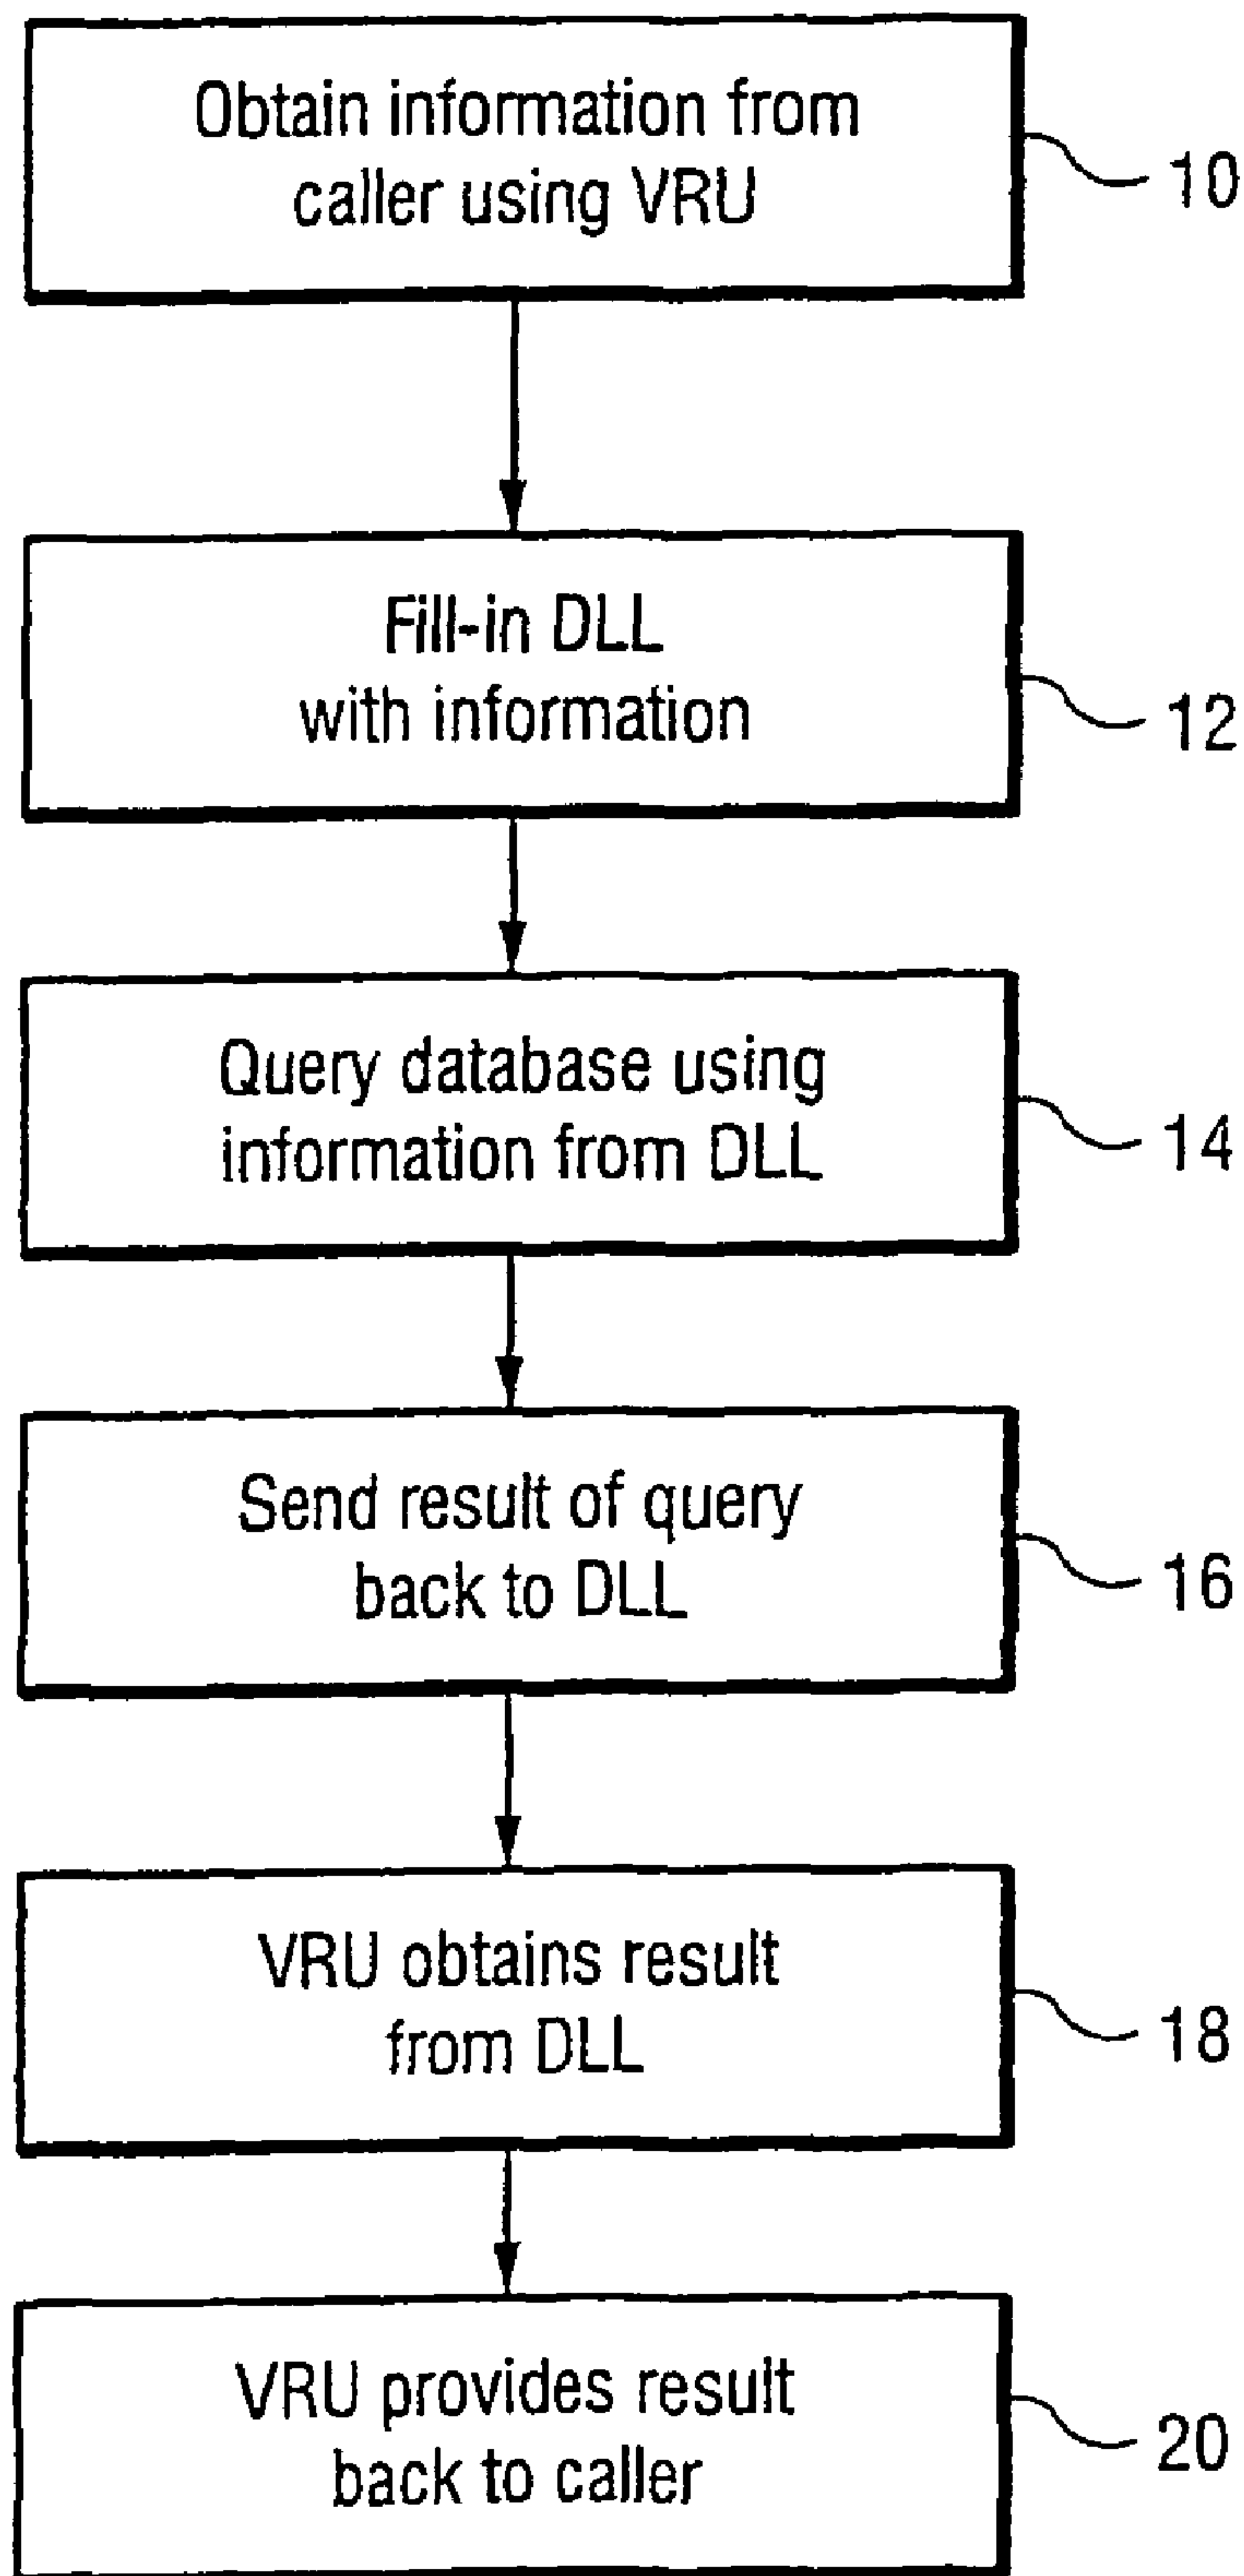 Obtain information from
caller using VRU
10
Fill-in DLL
with information
12
Query database using
information from DLL
14
Send result of query
back to DLL
16
VRU obtains result
from DLL
18
VRU provides result
back to caller
20